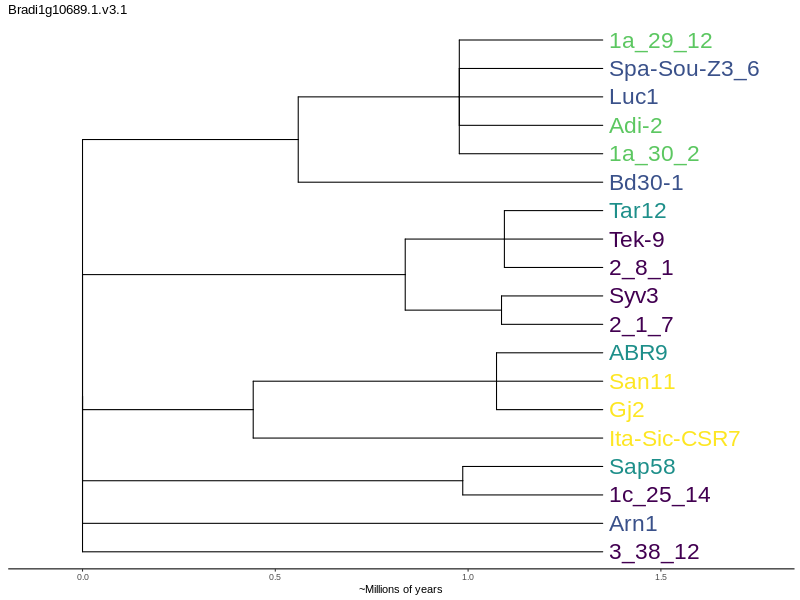 Bradi1g10689.1.v3.1
1a_29_12
Spa-Sou-Z3_6
Luc1
Adi-2
1a_30_2
Bd30-1
Tar12
Tek-9
2_8_1
Syv3
2_1_7
ABR9
San11
Gj2
Ita-Sic-CSR7
Sap58
1c_25_14
Arn1
3_38_12
0.0 0.5 1.0 1.5
~Millions of years